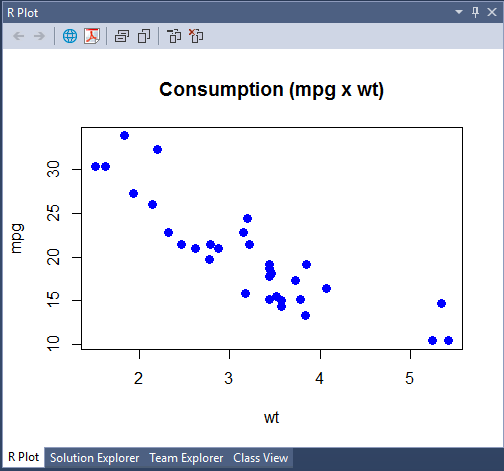 R Plot
Consumption (mpg x wt)
30
25
20
15
10
mpg
2 3 4 5
wt
R Plot Solution Explorer Team Explorer Class View